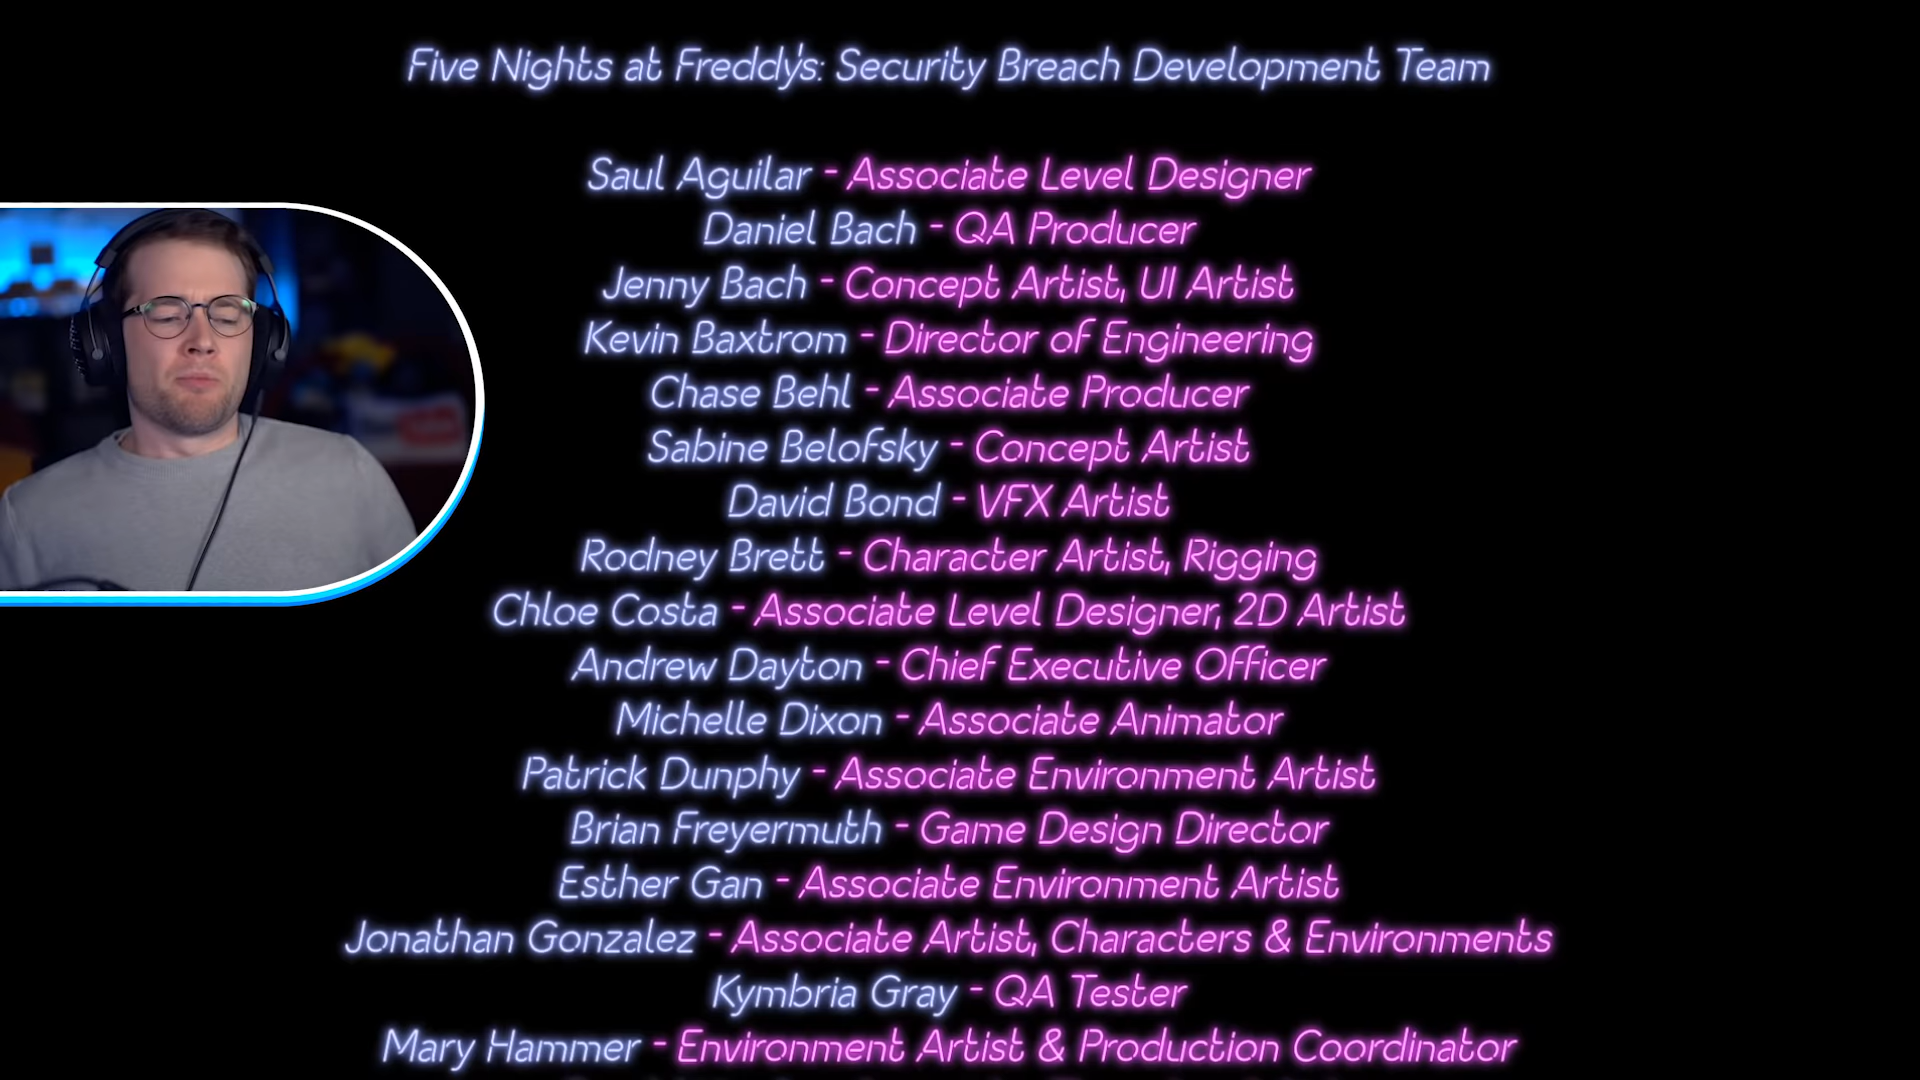 Five Nights at Freddy's: Security Breach Development Team
Saul Aguilar - Associate Level Designer
Daniel Bach - QA Producer
Jenny Bach - Concept Artist, UI Artist
Kevin Baxtrom - Director of Engineering
Chase Behl - Associate Producer
Sabine Belofsky - Concept Artist
David Bond - VFX Artist
Rodney Brett - Character Artist, Rigging
Chloe Costa - Associate Level Designer, 2D Artist
Andrew Dayton - Chief Executive Officer
Michelle Dixon - Associate Animator
Patrick Dunphy - Associate Environment Artist
Brian Freyermuth - Game Design Director
Esther Gan - Associate Environment Artist
Jonathan Gonzalez - Associate Artist, Characters & Environments
Kymbria Gray - QA Tester
Mary Hammer - Environment Artist & Production Coordinator